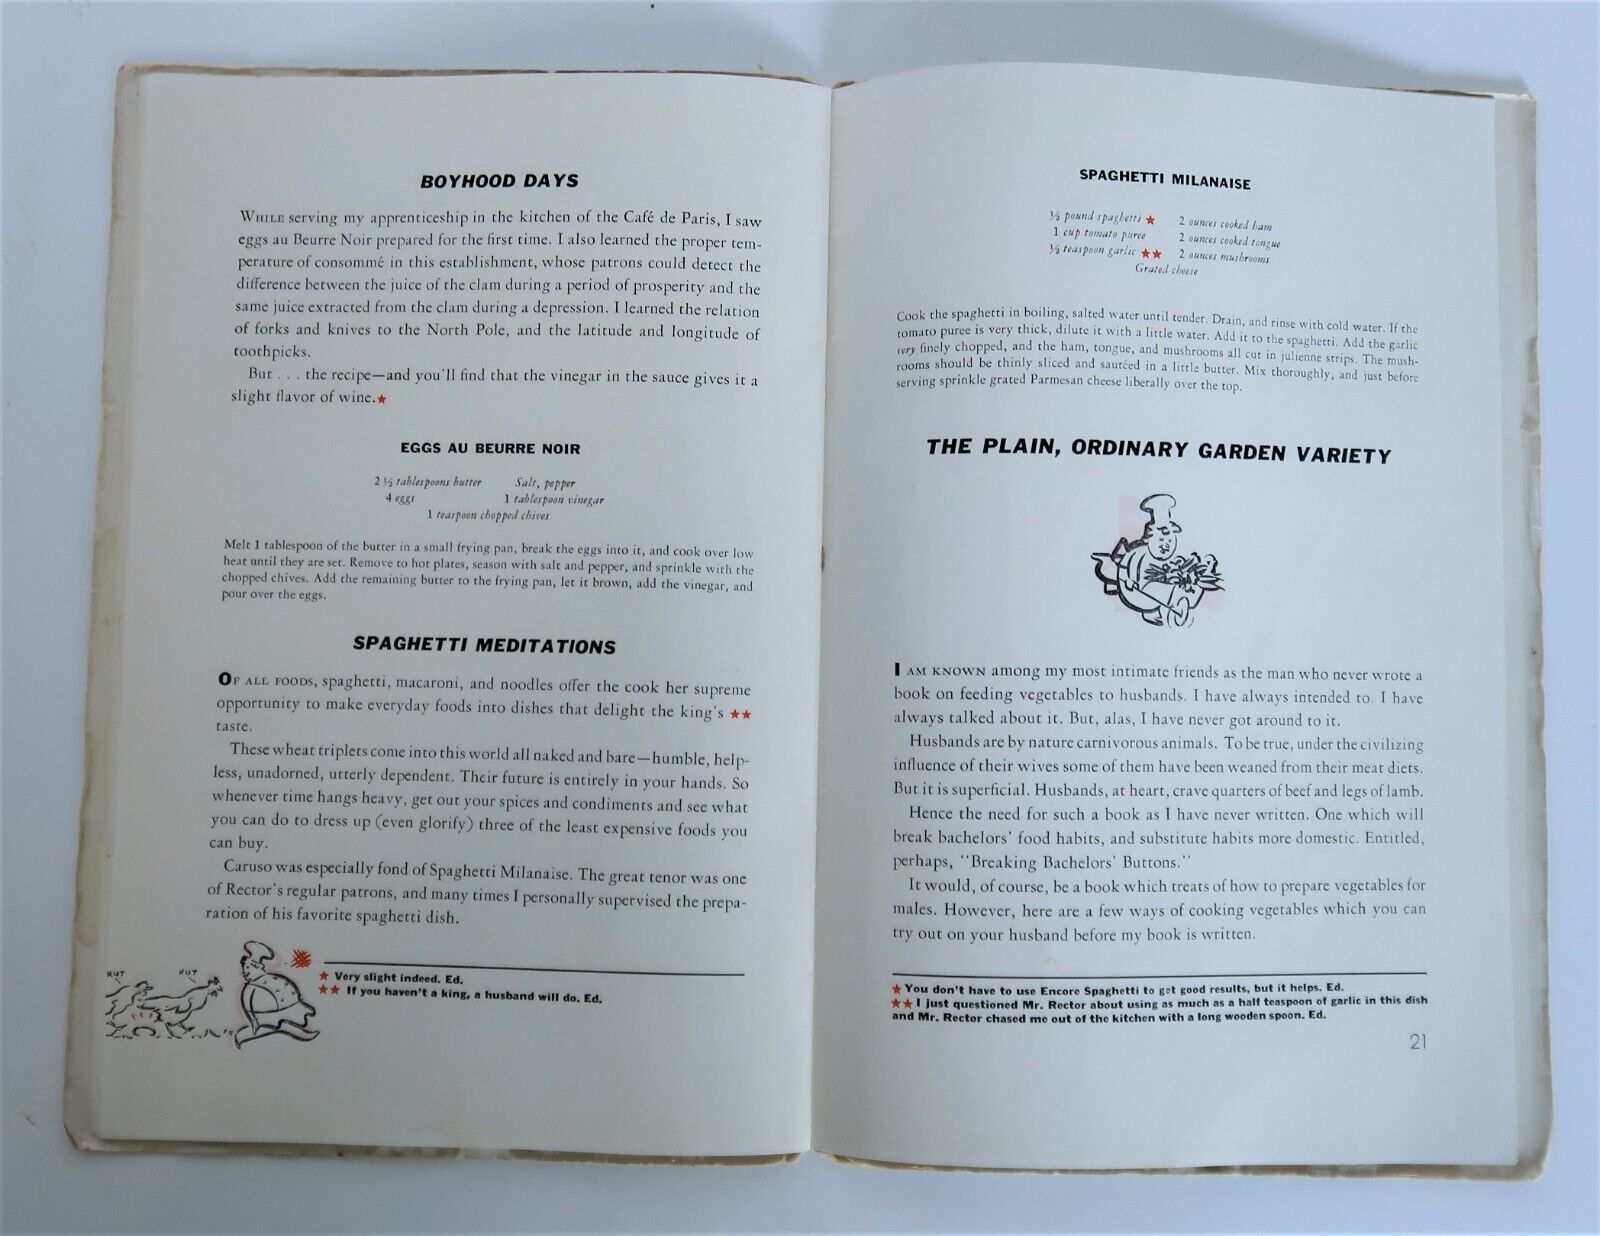 BOYHOOD DAYS
WHILE serving my apprenticeship in the kitchen of the Café de Paris, I saw
eggs au Beurre Noir prepared for the first time. I also learned the proper tem-
perature of consommé in this establishment, whose patrons could detect the
difference between the juice of the clam during a period of prosperity and the
same juice extracted from the clam during a depression. I learned the relation
of forks and knives to the North Pole, and the latitude and longitude of
toothpicks.
But . . . the recipe—and you'll find that the vinegar in the sauce gives it a
slight flavor of wine.★
EGGS AU BEURRE NOIR
2 ½ tablespoons butter Salt, pepper
4 eggs 1 tablespoon vinegar
1 teaspoon chopped chives
Melt 1 tablespoon of the butter in a small frying pan, break the eggs into it, and cook over low
heat until they are set. Remove to hot plates, season with salt and pepper, and sprinkle with the
chopped chives. Add the remaining butter to the frying pan, let it brown, add the vinegar, and
pour over the eggs.
SPAGHETTI MEDITATIONS
OF ALL FOODS, spaghetti, macaroni, and noodles offer the cook her supreme
opportunity to make everyday foods into dishes that delight the king's ★★
taste.
These wheat triplets come into this world all naked and bare—humble, help-
less, unadorned, utterly dependent. Their future is entirely in your hands. So
whenever time hangs heavy, get out your spices and condiments and see what
you can do to dress up (even glorify) three of the least expensive foods you
can buy.
Caruso was especially fond of Spaghetti Milanaise. The great tenor was one
of Rector's regular patrons, and many times I personally supervised the prepa-
ration of his favorite spaghetti dish.
KUT KUT
★ Very slight indeed. Ed.
★★ If you haven't a king, a husband will do. Ed.
SPAGHETTI MILANAISE
½ pound spaghetti ★ 2 ounces cooked ham
1 cup tomato puree 2 ounces cooked tongue
½ teaspoon garlic ★★ 2 ounces mushrooms
Grated cheese
Cook the spaghetti in boiling, salted water until tender. Drain, and rinse with cold water. If the
tomato puree is very thick, dilute it with a little water. Add it to the spaghetti. Add the garlic
very finely chopped, and the ham, tongue, and mushrooms all cut in julienne strips. The mush-
rooms should be thinly sliced and sautéed in a little butter. Mix thoroughly, and just before
serving sprinkle grated Parmesan cheese liberally over the top.
THE PLAIN, ORDINARY GARDEN VARIETY
I AM KNOWN among my most intimate friends as the man who never wrote a
book on feeding vegetables to husbands. I have always intended to. I have
always talked about it. But, alas, I have never got around to it.
Husbands are by nature carnivorous animals. To be true, under the civilizing
influence of their wives some of them have been weaned from their meat diets.
But it is superficial. Husbands, at heart, crave quarters of beef and legs of lamb.
Hence the need for such a book as I have never written. One which will
break bachelors' food habits, and substitute habits more domestic. Entitled,
perhaps, "Breaking Bachelors' Buttons."
It would, of course, be a book which treats of how to prepare vegetables for
males. However, here are a few ways of cooking vegetables which you can
try out on your husband before my book is written.
★You don't have to use Encore Spaghetti to get good results, but it helps. Ed.
★★I just questioned Mr. Rector about using as much as a half teaspoon of garlic in this dish
and Mr. Rector chased me out of the kitchen with a long wooden spoon. Ed.
21